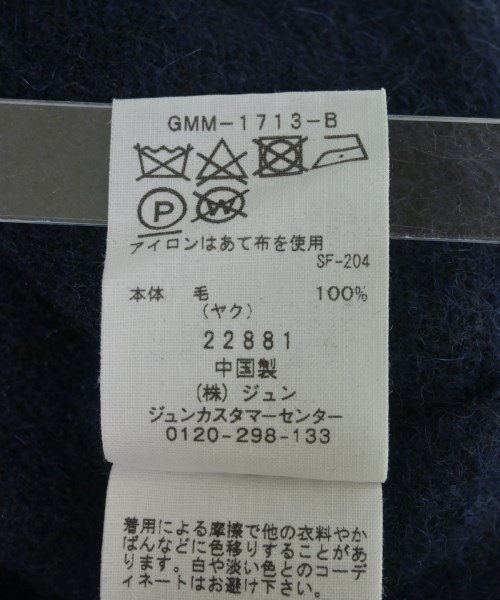 GMM-1713-B
P W
アイロンはあて布を使用
SF-204
本体 毛 100%
(ヤク)
22881
中国製
(株) ジュン
ジュンカスタマーセンター
0120-298-133
着用による摩擦で他の衣料やか
ばんなどに色移りすることがあ
ります。白や淡い色とのコーデ
ィネートはお避け下さい。